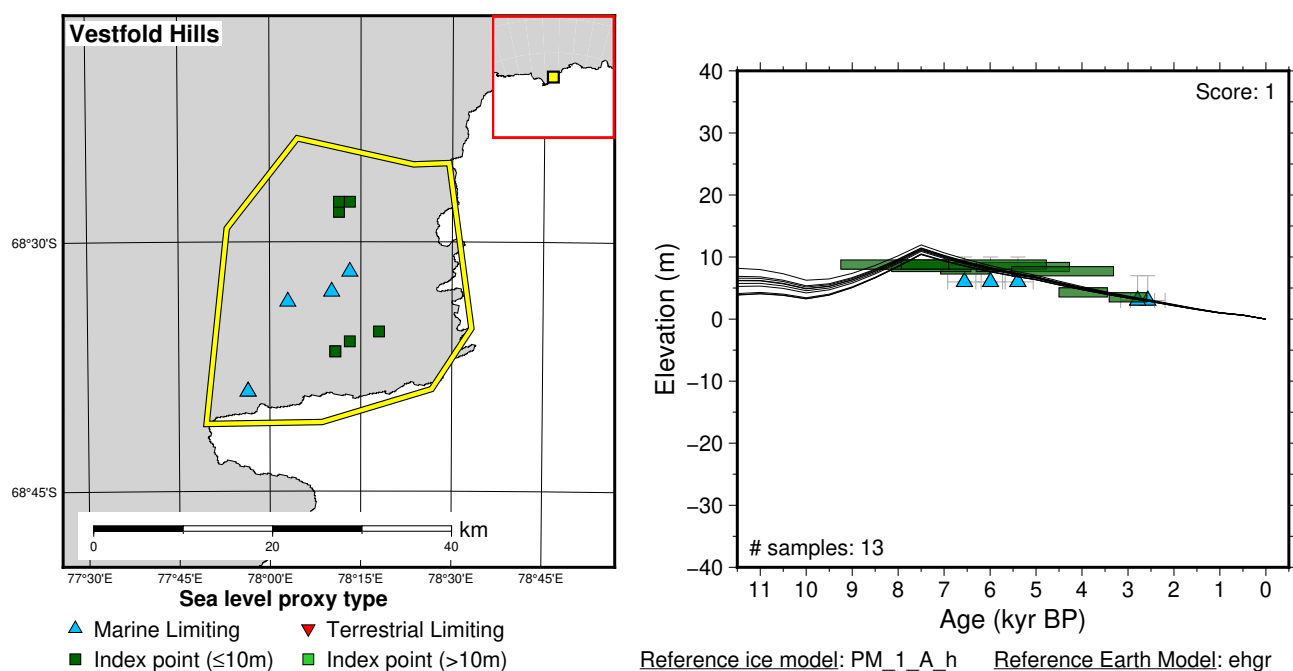 Vestfold Hills
68°30'S
68°45'S
km
0 20 40
77°30'E 77°45'E 78°00'E 78°15'E 78°30'E 78°45'E
Sea level proxy type
Marine Limiting
Terrestrial Limiting
Index point (≤10m)
Index point (>10m)
Score: 1
40
30
20
10
0
−10
−20
−30
−40
Elevation (m)
# samples: 13
11 10 9 8 7 6 5 4 3 2 1 0
Age (kyr BP)
Reference ice model: PM_1_A_h Reference Earth Model: ehgr